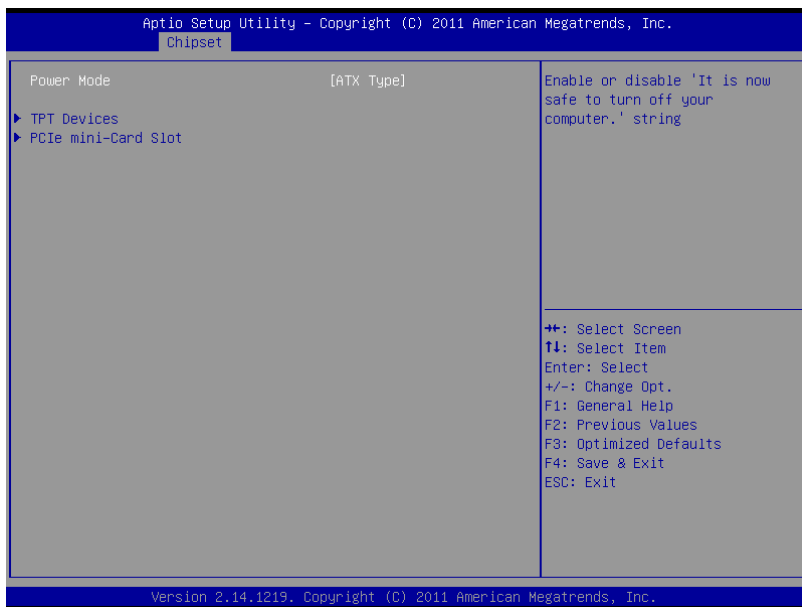 Aptio Setup Utility – Copyright (C) 2011 American Megatrends, Inc.
Chipset
Power Mode [ATX Type]
TPT Devices
PCIe mini-Card Slot
Enable or disable 'It is now
safe to turn off your
computer.' string
→←: Select Screen
↑↓: Select Item
Enter: Select
+/-: Change Opt.
F1: General Help
F2: Previous Values
F3: Optimized Defaults
F4: Save & Exit
ESC: Exit
Version 2.14.1219. Copyright (C) 2011 American Megatrends, Inc.